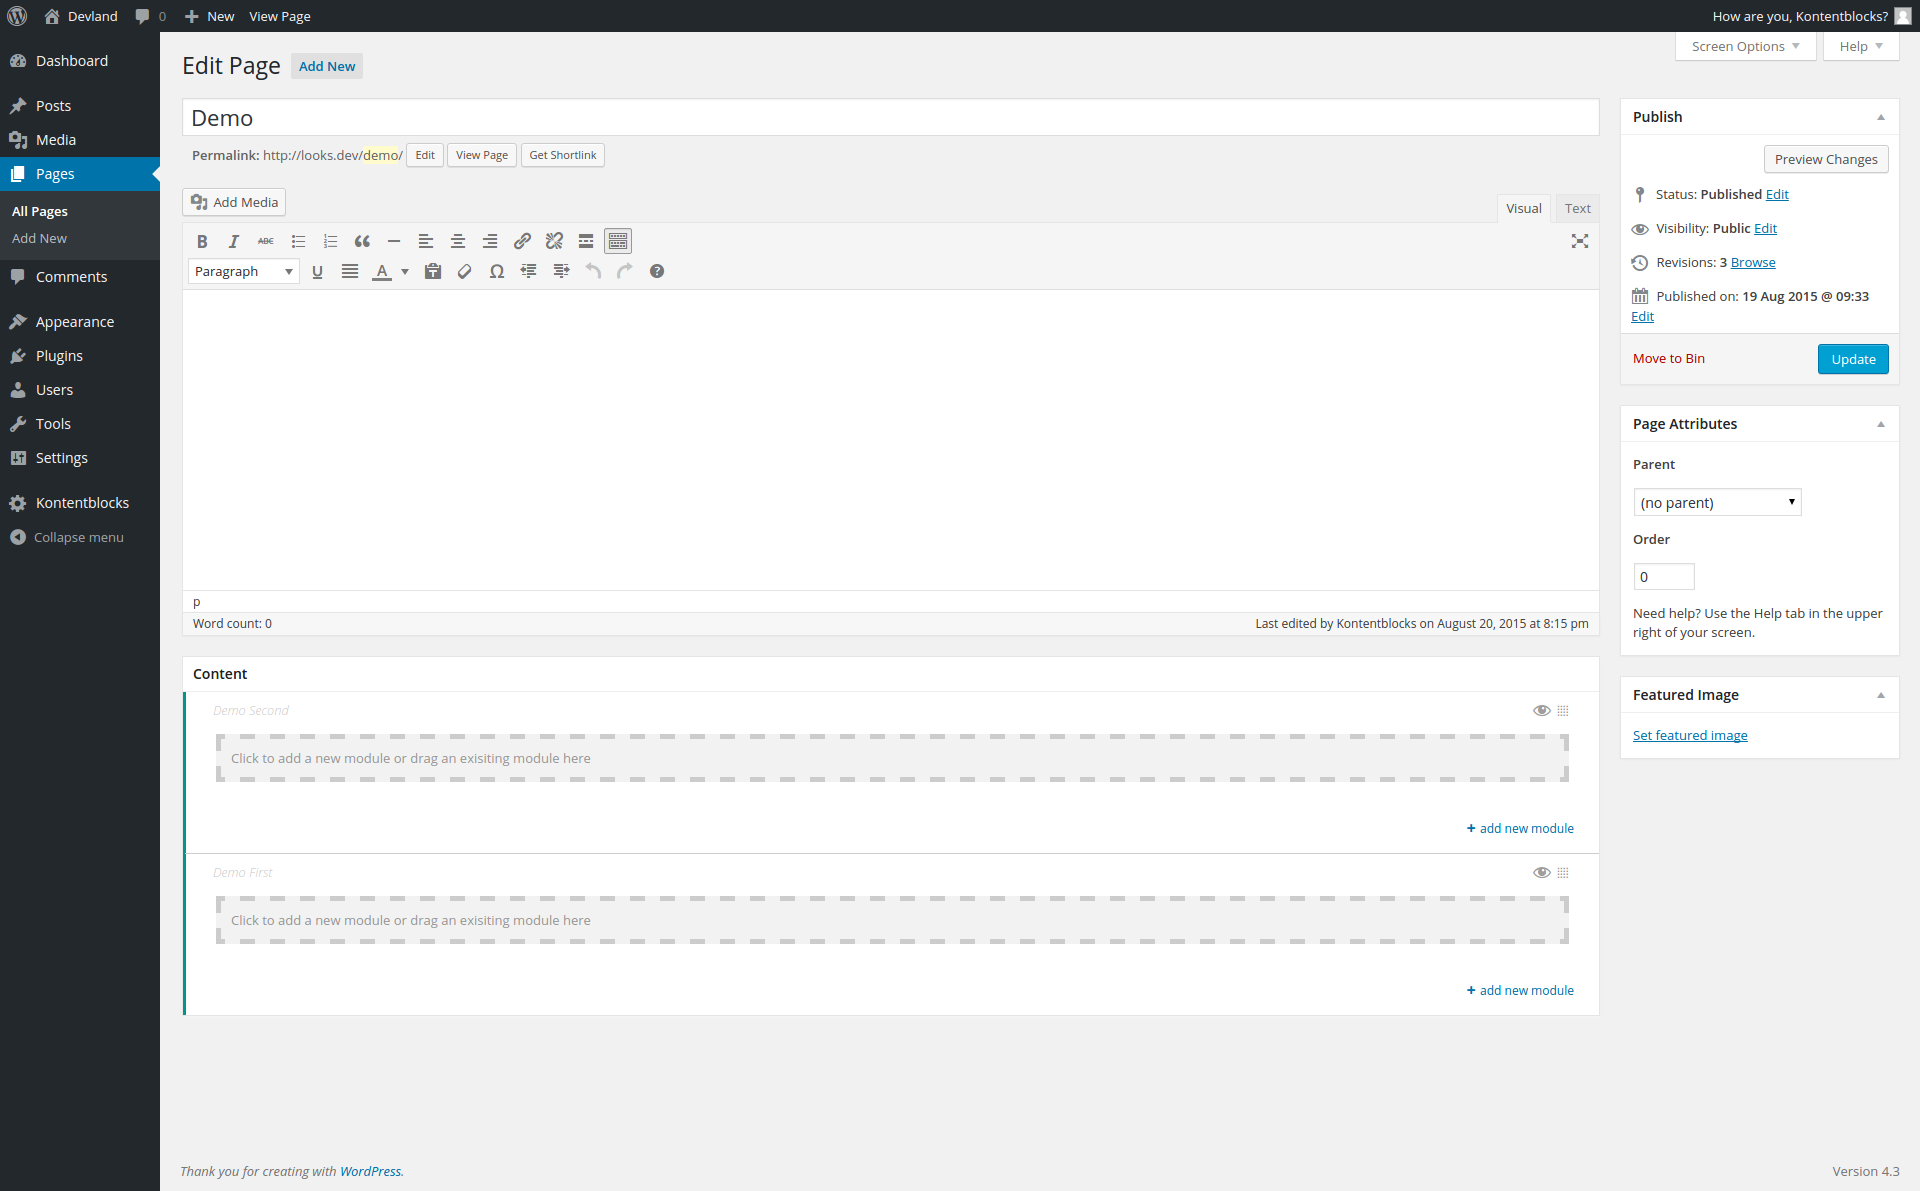 Devland 0 New View Page How are you, Kontentblocks?
Dashboard
Posts
Media
Pages
All Pages
Add New
Comments
Appearance
Plugins
Users
Tools
Settings
Kontentblocks
Collapse menu
Screen Options Help
Edit Page Add New
Demo
Permalink: http://looks.dev/demo/ Edit View Page Get Shortlink
Add Media
Visual Text
B I ABC
Paragraph U A Ω ?
p
Word count: 0 Last edited by Kontentblocks on August 20, 2015 at 8:15 pm
Content
Demo Second
Click to add a new module or drag an exisiting module here
+ add new module
Demo First
Click to add a new module or drag an exisiting module here
+ add new module
Publish
Preview Changes
Status: Published Edit
Visibility: Public Edit
Revisions: 3 Browse
Published on: 19 Aug 2015 @ 09:33
Edit
Move to Bin Update
Page Attributes
Parent
(no parent)
Order
0
Need help? Use the Help tab in the upper
right of your screen.
Featured Image
Set featured image
Thank you for creating with WordPress. Version 4.3